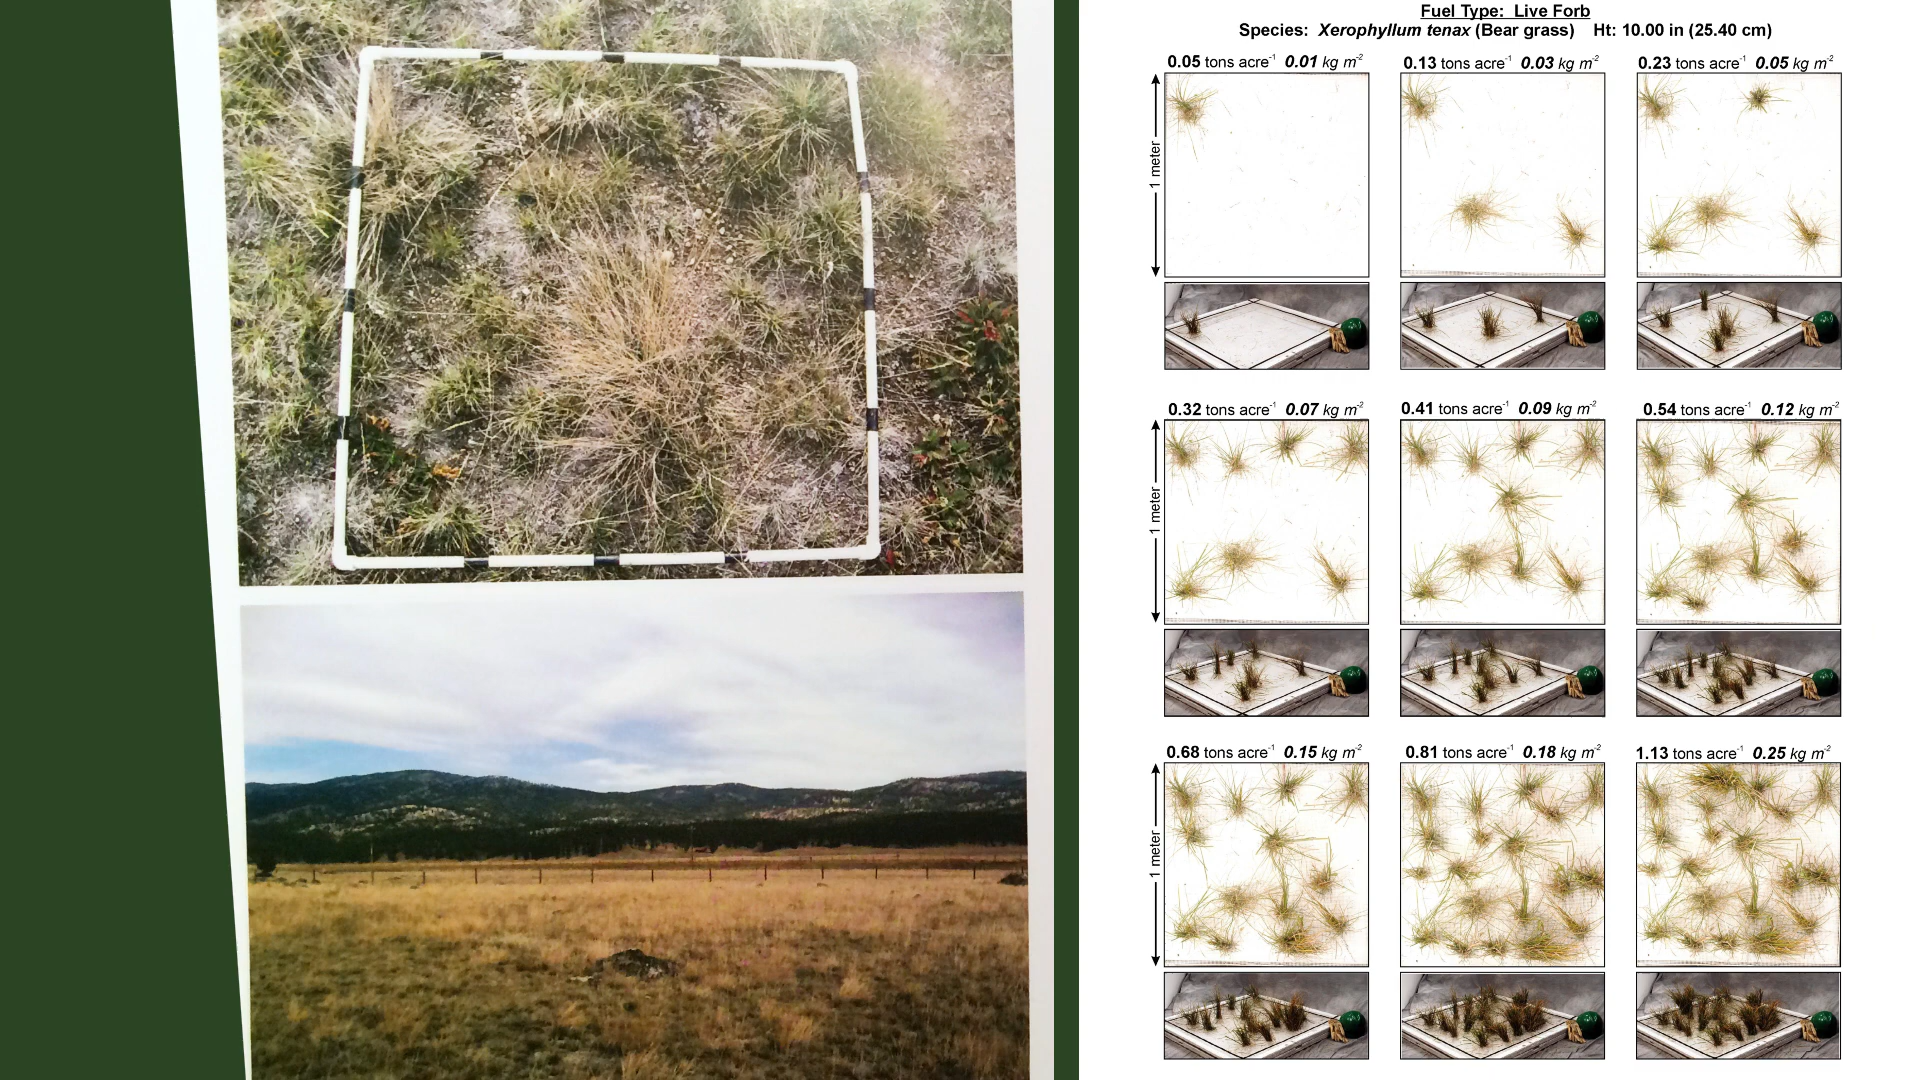 Fuel Type: Live Forb
Species: Xerophyllum tenax (Bear grass) Ht: 10.00 in (25.40 cm)
0.05 tons acre⁻¹ 0.01 kg m⁻²
0.13 tons acre⁻¹ 0.03 kg m⁻²
0.23 tons acre⁻¹ 0.05 kg m⁻²
1 meter
0.32 tons acre⁻¹ 0.07 kg m⁻²
0.41 tons acre⁻¹ 0.09 kg m⁻²
0.54 tons acre⁻¹ 0.12 kg m⁻²
1 meter
0.68 tons acre⁻¹ 0.15 kg m⁻²
0.81 tons acre⁻¹ 0.18 kg m⁻²
1.13 tons acre⁻¹ 0.25 kg m⁻²
1 meter